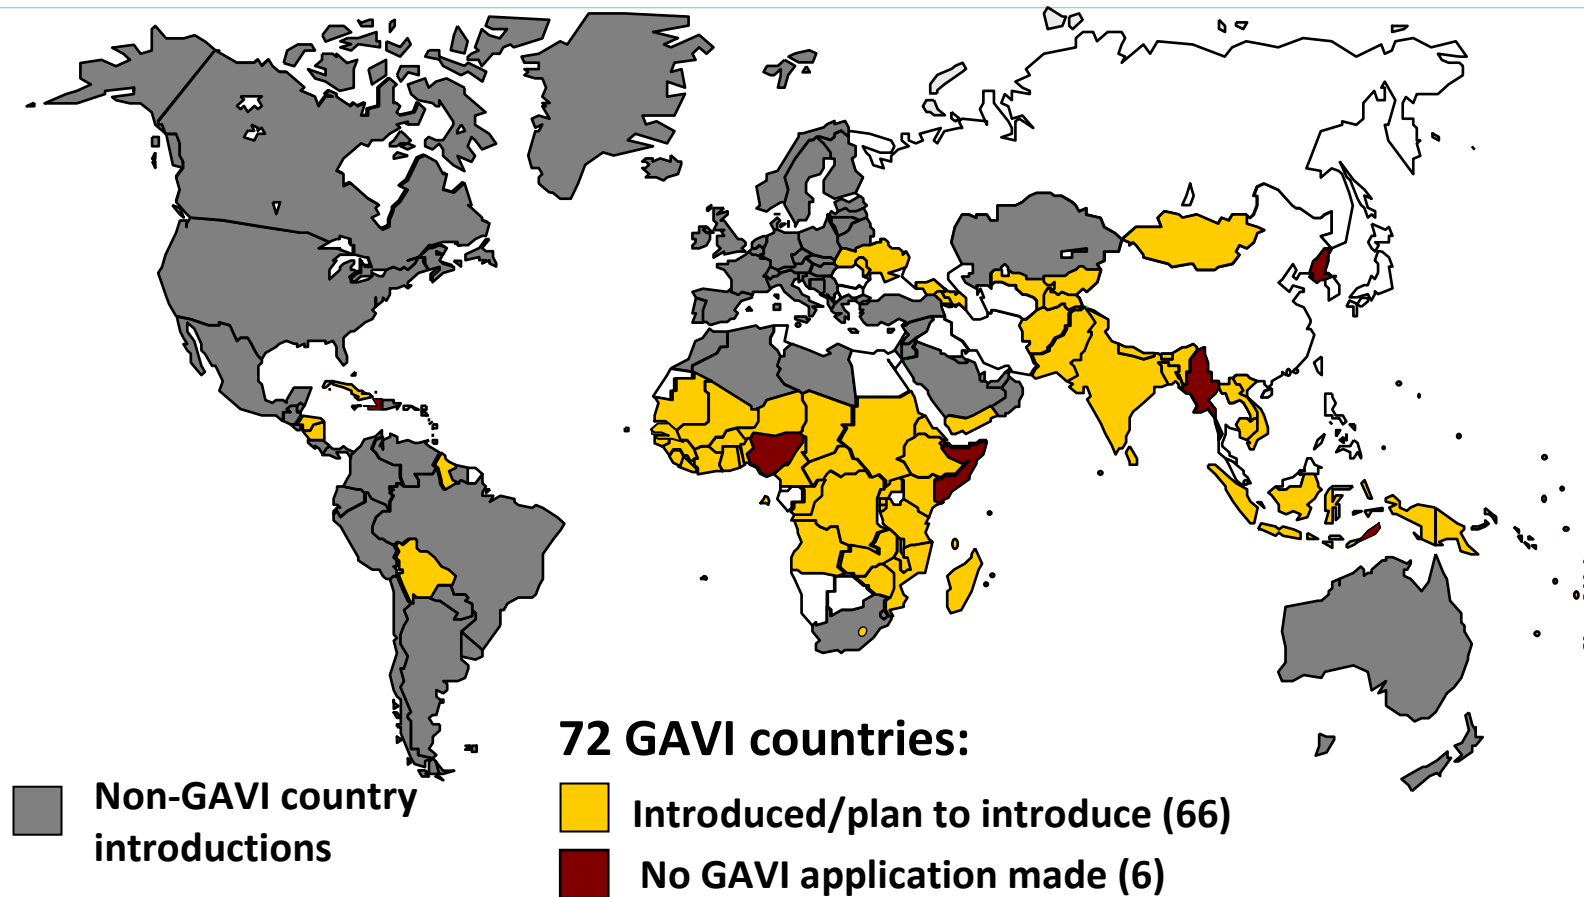 72 GAVI countries:
Non-GAVI country
introductions
Introduced/plan to introduce (66)
No GAVI application made (6)